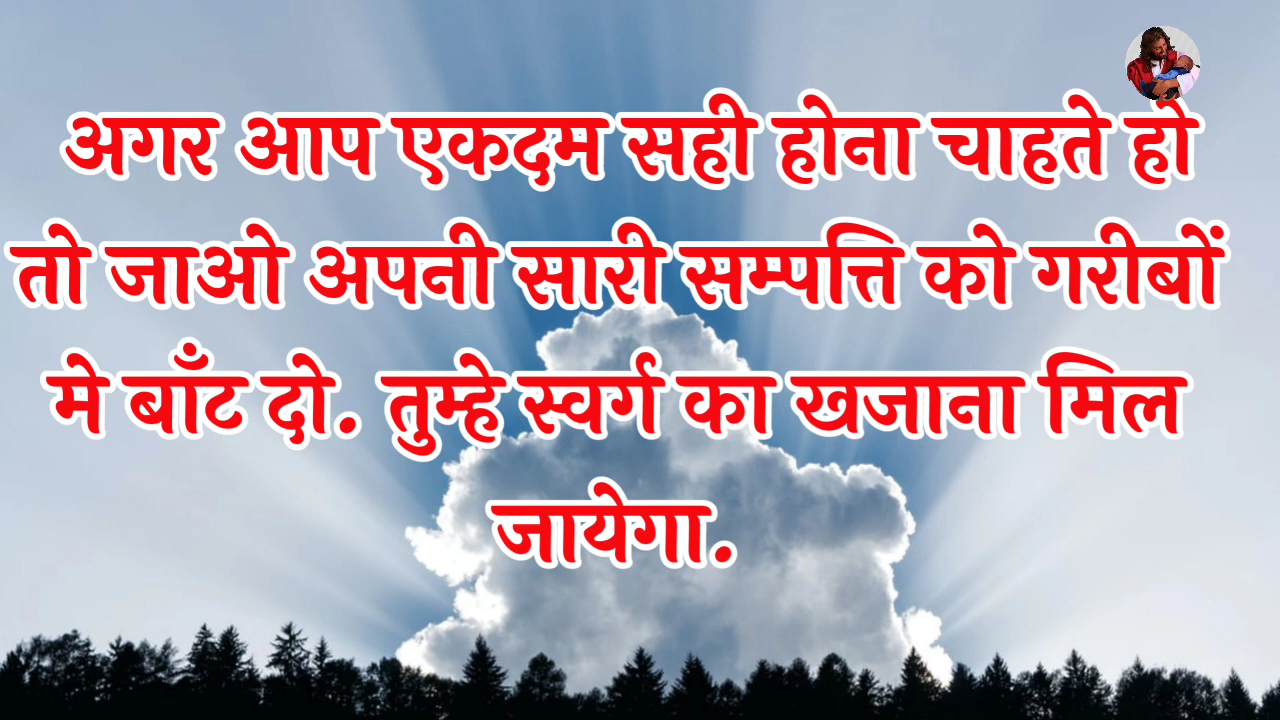 अगर आप एकदम सही होना चाहते हो
तो जाओ अपनी सारी सम्पत्ति को गरीबों
मे बाँट दो. तुम्हे स्वर्ग का खजाना मिल
जायेगा.